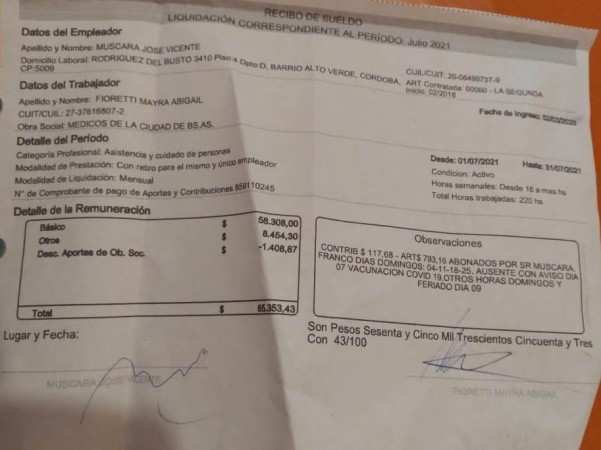 RECIBO DE SUELDO
LIQUIDACIÓN CORRESPONDIENTE AL PERÍODO: Julio 2021
Datos del Empleador
Apellido y Nombre: MUSCARA JOSE VICENTE
Domicilio Laboral: RODRIGUEZ DEL BUSTO 3410 Piso:4 Dpto:D, BARRIO ALTO VERDE, CORDOBA,
CP:5009
CUIL/CUIT: 20-06499737-9
ART Contratada: 00060 - LA SEGUNDA
Inicio: 02/2018
Datos del Trabajador
Apellido y Nombre: FIORETTI MAYRA ABIGAIL
CUIT/CUIL: 27-37616807-2
Obra Social: MEDICOS DE LA CIUDAD DE BS.AS.
Fecha de Ingreso: 02/03/2020
Detalle del Período
Categoría Profesional: Asistencia y cuidado de personas
Modalidad de Prestación: Con retiro para el mismo y único empleador
Modalidad de Liquidación: Mensual
N° de Comprobante de pago de Aportes y Contribuciones 859110245
Desde: 01/07/2021 Hasta: 31/07/2021
Condicion: Activo
Horas semanales: Desde 16 a mas hs
Total Horas trabajadas: 220 hs
Detalle de la Remuneración
Básico $ 58.308,00
Otros $ 8.454,30
Desc. Aportes de Ob. Soc. $ -1.408,87
Total $ 65.353,43
Observaciones
CONTRIB $ 117,68 - ART$ 793,16 ABONADOS POR SR MUSCARA,
FRANCO DIAS DOMINGOS: 04-11-18-25, AUSENTE CON AVISO DIA
07 VACUNACION COVID 19,OTROS HORAS DOMINGOS Y
FERIADO DIA 09
Lugar y Fecha:
Son Pesos Sesenta y Cinco Mil Trescientos Cincuenta y Tres
Con 43/100
MUSCARA JOSE VICENTE
FIORETTI MAYRA ABIGAIL